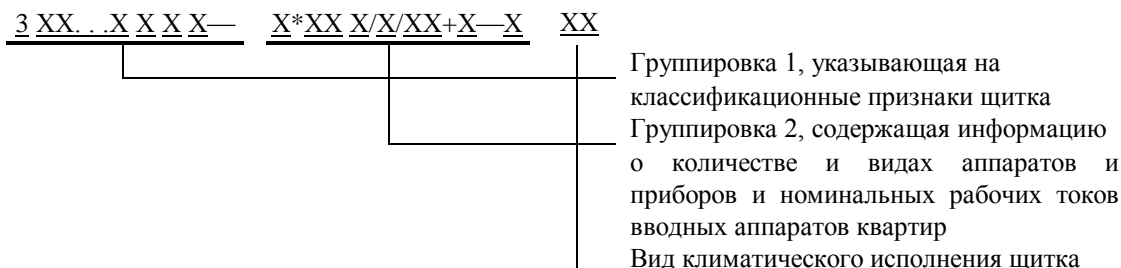 3 XX. . .X X X X— X*XX X/X/XX+X—X XX
Группировка 1, указывающая на
классификационные признаки щитка
Группировка 2, содержащая информацию
о количестве и видах аппаратов и
приборов и номинальных рабочих токов
вводных аппаратов квартир
Вид климатического исполнения щитка